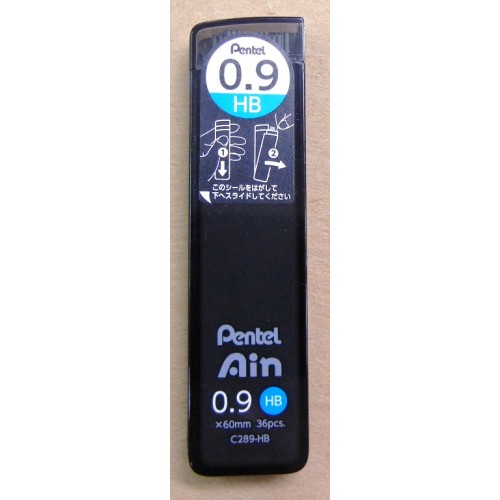 Pentel
0.9
HB
1
2
このシールをはがして
下へスライドしてください
Pentel
Ain
0.9 HB
×60mm 36pcs.
C289-HB